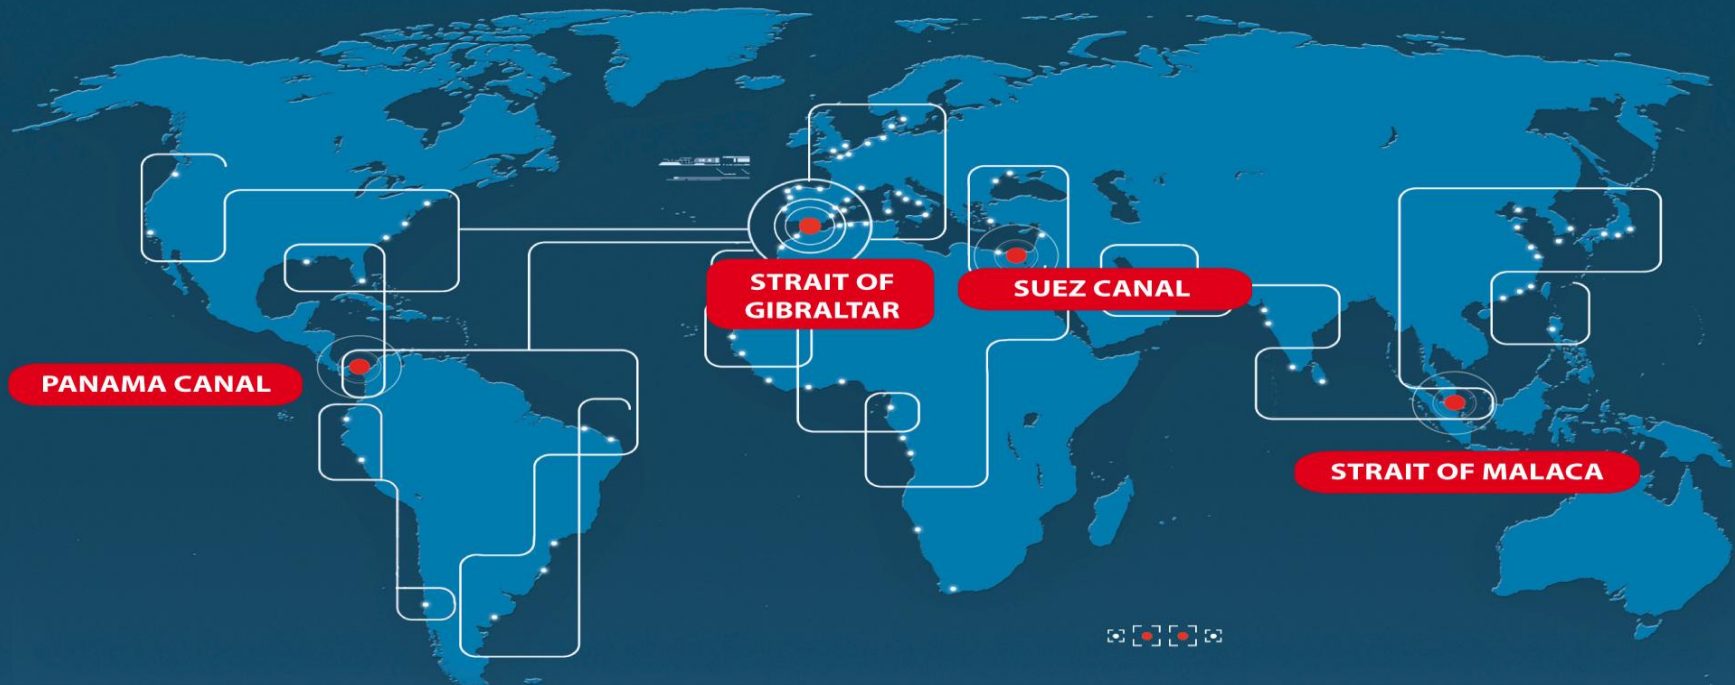 STRAIT OF
GIBRALTAR
SUEZ CANAL
PANAMA CANAL
STRAIT OF MALACA